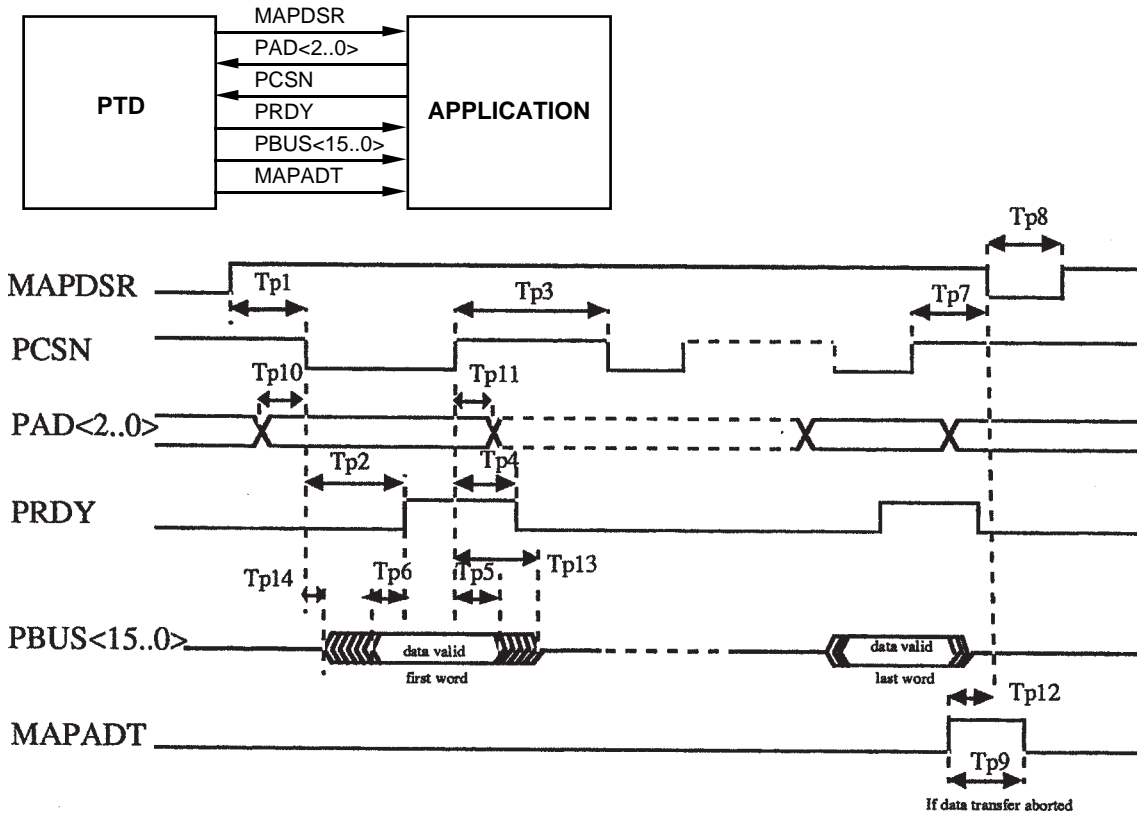 MAPDSR
PAD<2..0>
PCSN
PTD
PRDY
APPLICATION
PBUS<15..0>
MAPADT
Tp8
MAPDSR
Tp1
Tp3
Tp7
PCSN
Tp10
Tp11
PAD<2..0>
Tp2
Tp4
PRDY
Tp14
Tp6
Tp5
Tp13
PBUS<15..0>
data valid
first word
data valid
last word
Tp12
MAPADT
Tp9
If data transfer aborted